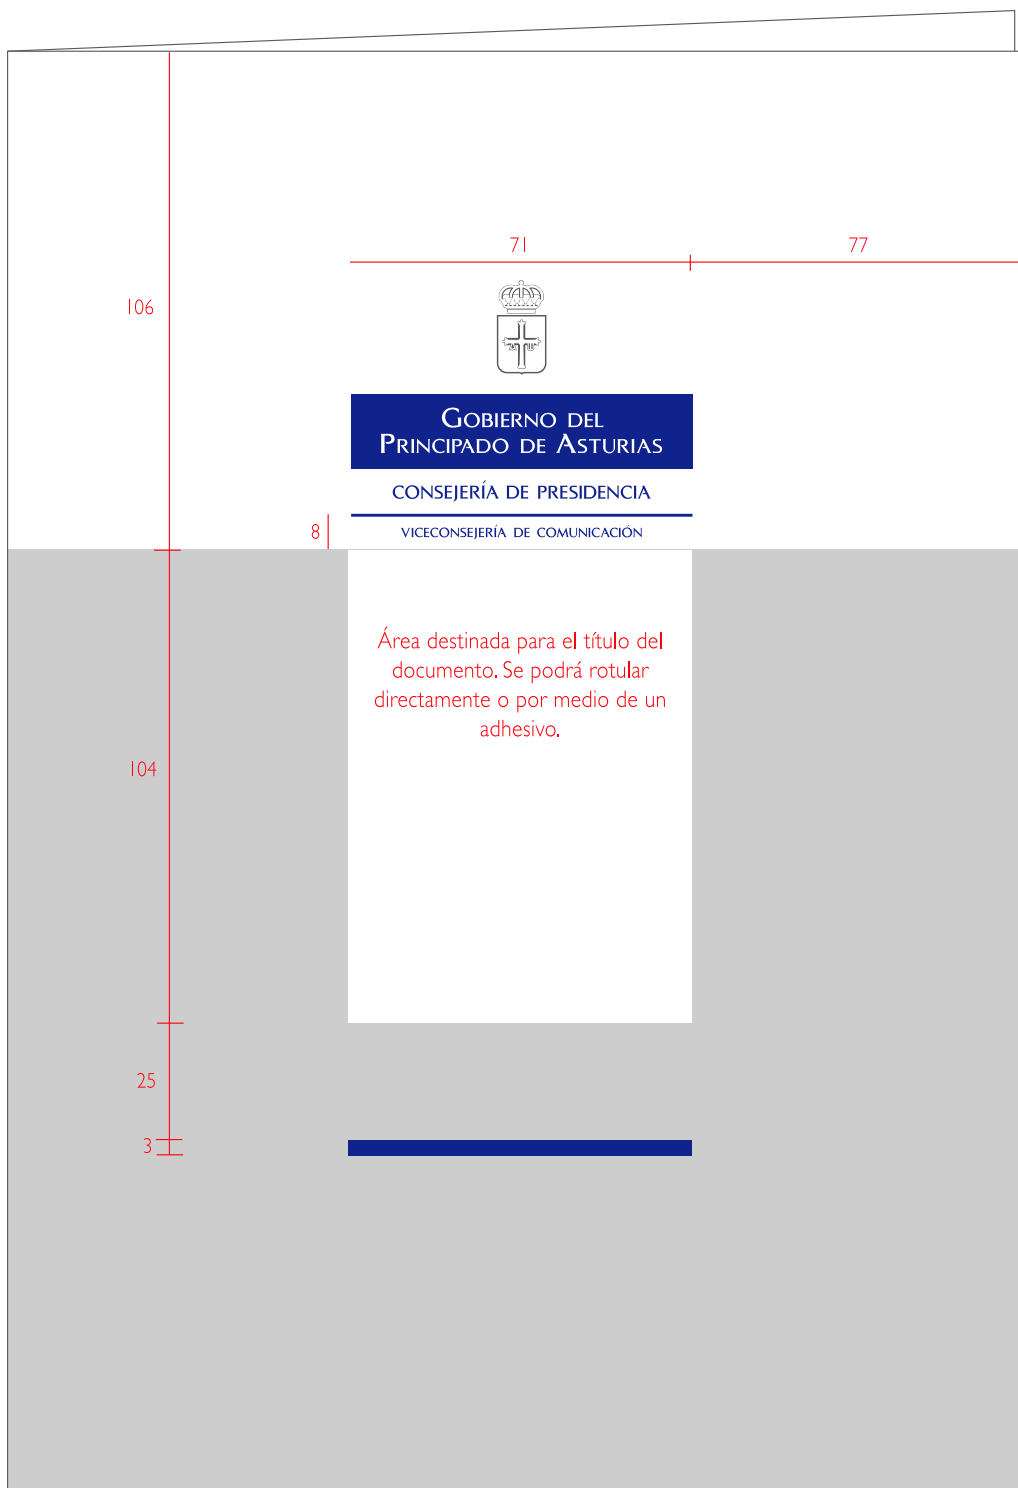 71
77
106
GOBIERNO DEL
PRINCIPADO DE ASTURIAS
CONSEJERÍA DE PRESIDENCIA
8
VICECONSEJERÍA DE COMUNICACIÓN
Área destinada para el título del
documento. Se podrá rotular
directamente o por medio de un
adhesivo.
104
25
3